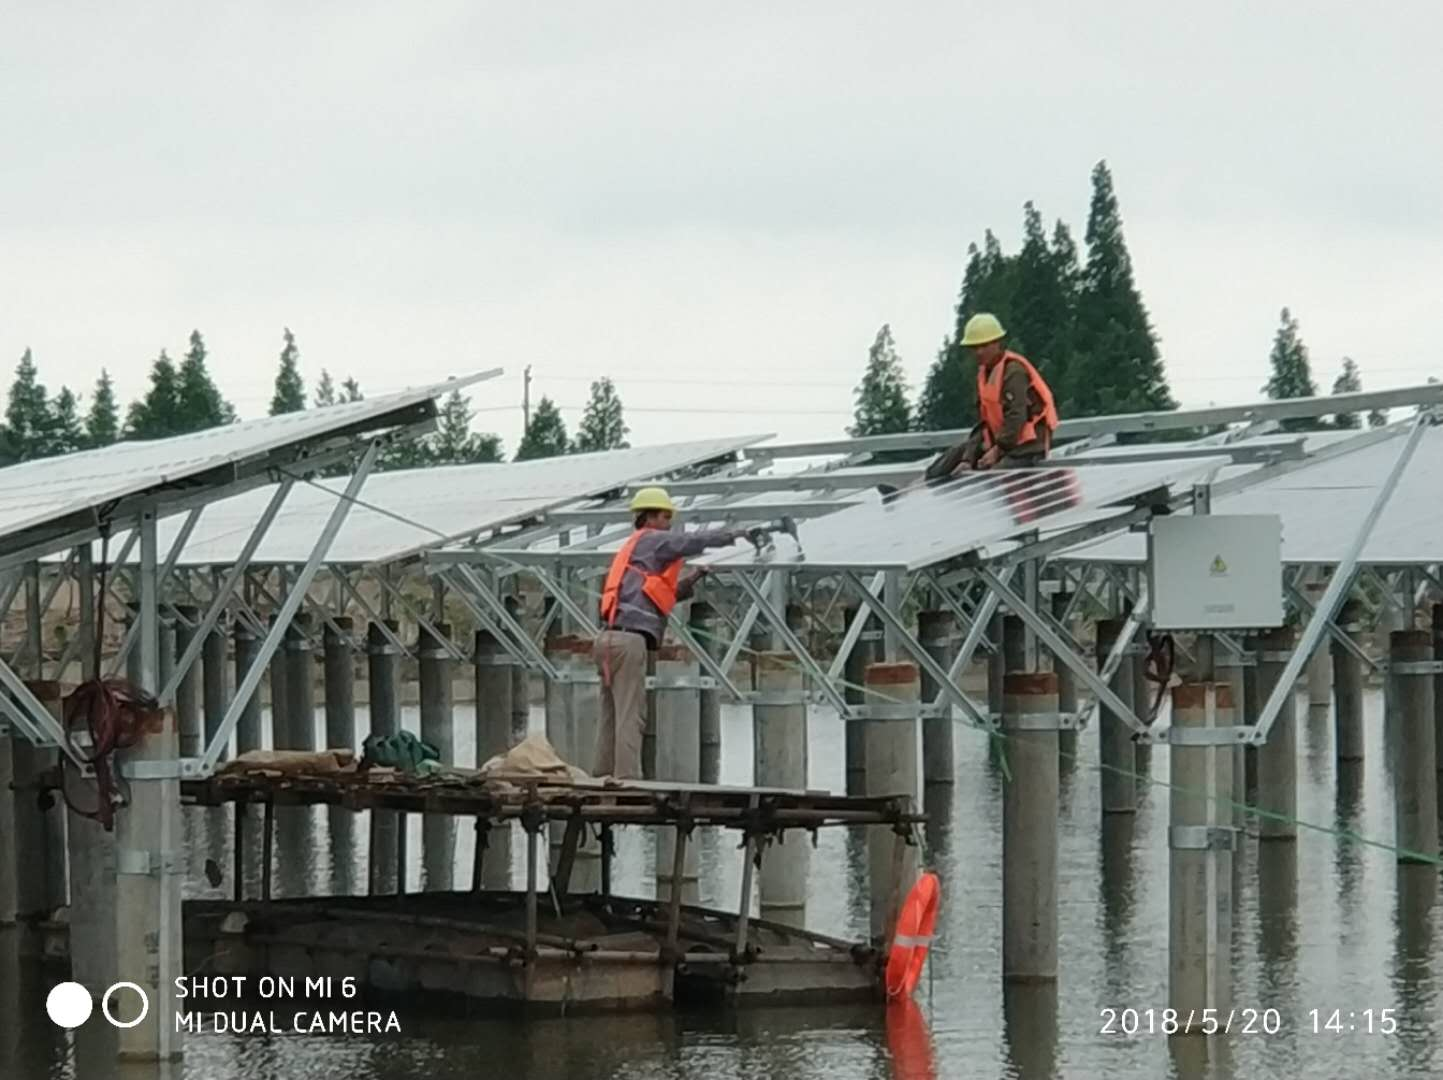 SHOT ON MI 6
MI DUAL CAMERA
2018/5/20 14:15